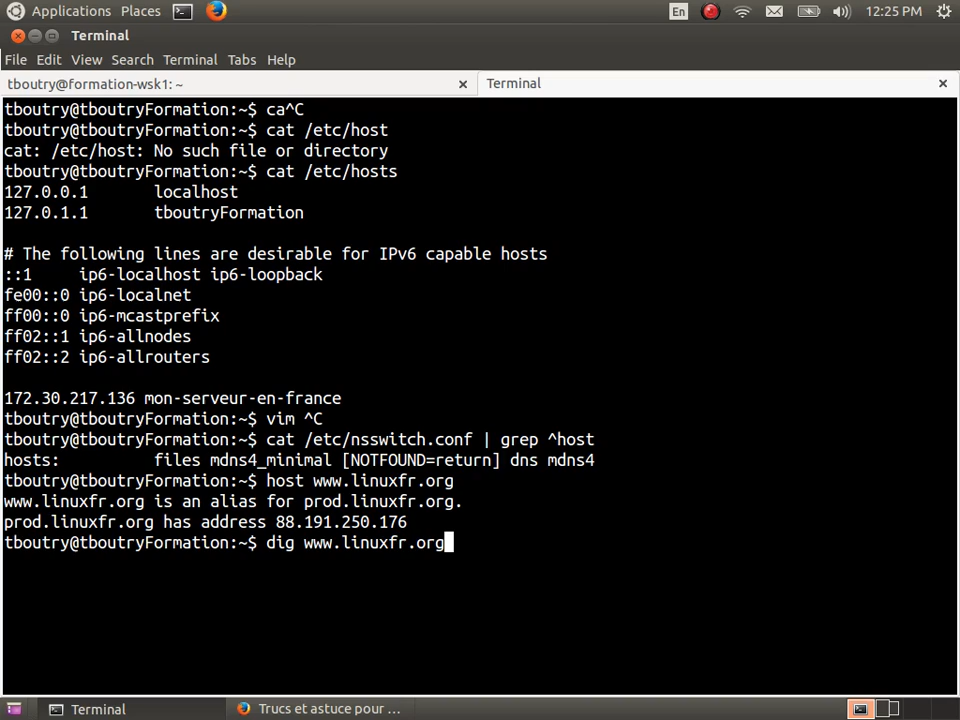 Applications Places En 12:25 PM
Terminal
File Edit View Search Terminal Tabs Help
tboutry@formation-wsk1: ~ Terminal
tboutry@tboutryFormation:~$ ca^C
tboutry@tboutryFormation:~$ cat /etc/host
cat: /etc/host: No such file or directory
tboutry@tboutryFormation:~$ cat /etc/hosts
127.0.0.1       localhost
127.0.1.1       tboutryFormation
# The following lines are desirable for IPv6 capable hosts
::1     ip6-localhost ip6-loopback
fe00::0 ip6-localnet
ff00::0 ip6-mcastprefix
ff02::1 ip6-allnodes
ff02::2 ip6-allrouters
172.30.217.136 mon-serveur-en-france
tboutry@tboutryFormation:~$ vim ^C
tboutry@tboutryFormation:~$ cat /etc/nsswitch.conf | grep ^host
hosts:          files mdns4_minimal [NOTFOUND=return] dns mdns4
tboutry@tboutryFormation:~$ host www.linuxfr.org
www.linuxfr.org is an alias for prod.linuxfr.org.
prod.linuxfr.org has address 88.191.250.176
tboutry@tboutryFormation:~$ dig www.linuxfr.org
Terminal Trucs et astuce pour ...